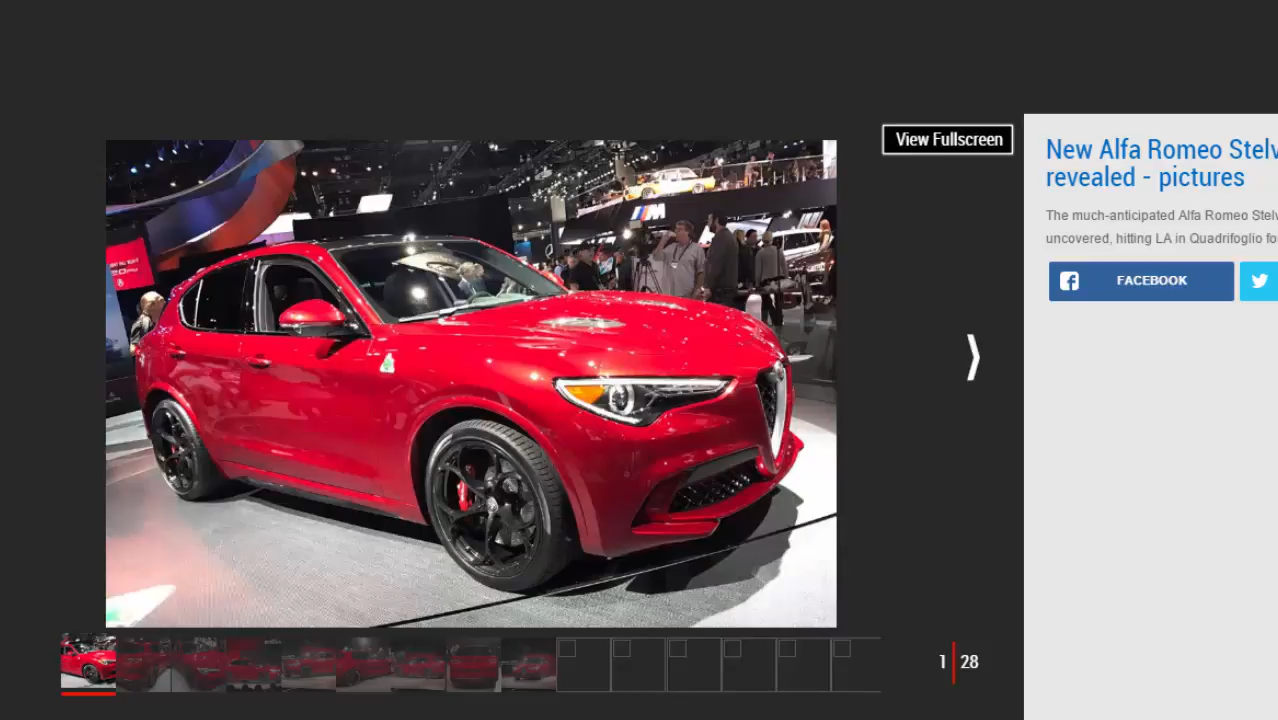 View Fullscreen
New Alfa Romeo Stelv
revealed - pictures
The much-anticipated Alfa Romeo Stelv
uncovered, hitting LA in Quadrifoglio fo
FACEBOOK
M
1 28